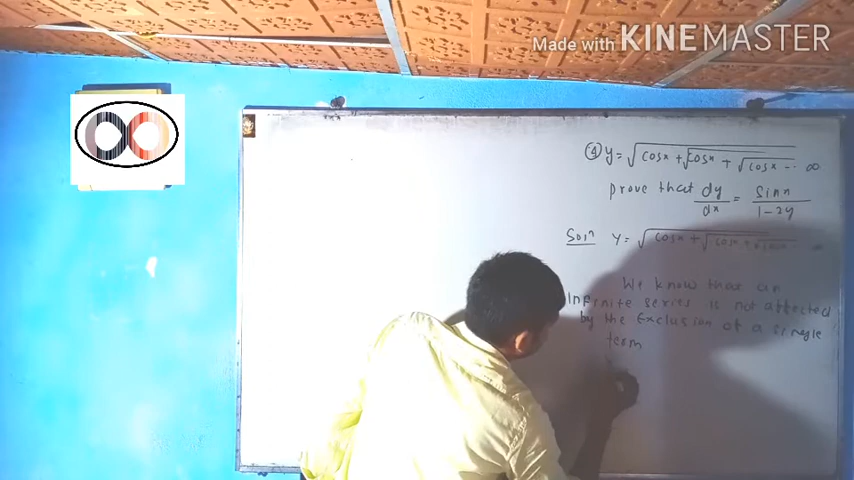 Made with KINEMASTER
④ y = √cosx + √cosx + √cosx ... ∞
prove that dy/dx = sinx/1-2y
Soln y = √cosx + √cosx + √cosx ... ∞
We know that an
infinite series is not affected
by the Exclusion of a single
term